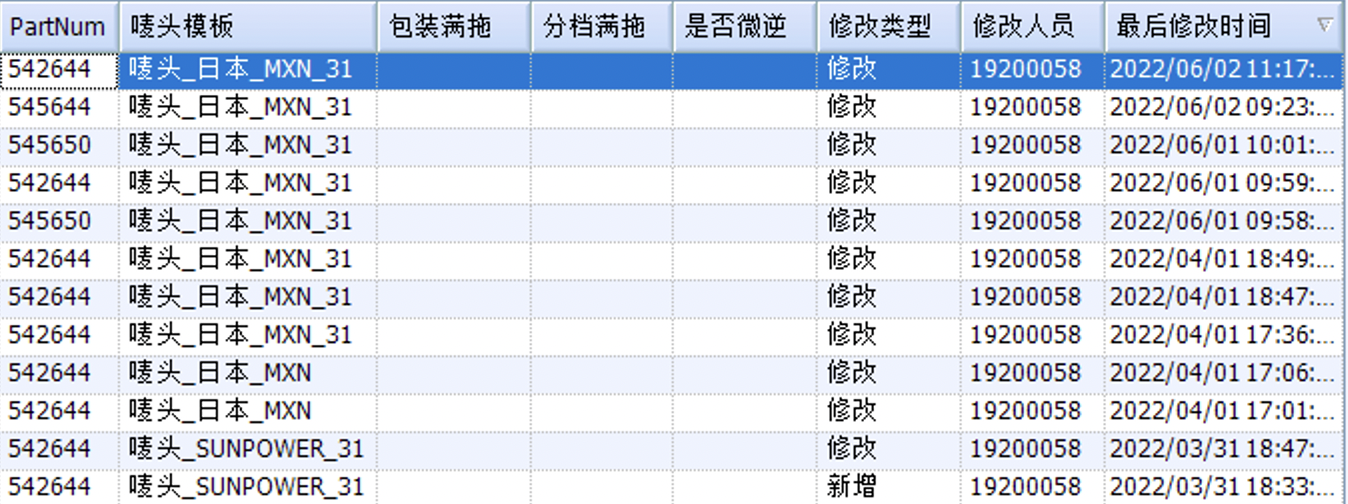 PartNum 唛头模板 包装满拖 分档满拖 是否微逆 修改类型 修改人员 最后修改时间
542644 唛头_日本_MXN_31 修改 19200058 2022/06/02 11:17:...
545644 唛头_日本_MXN_31 修改 19200058 2022/06/02 09:23:...
545650 唛头_日本_MXN_31 修改 19200058 2022/06/01 10:01:...
542644 唛头_日本_MXN_31 修改 19200058 2022/06/01 09:59:...
545650 唛头_日本_MXN_31 修改 19200058 2022/06/01 09:58:...
542644 唛头_日本_MXN_31 修改 19200058 2022/04/01 18:49:...
542644 唛头_日本_MXN_31 修改 19200058 2022/04/01 18:47:...
542644 唛头_日本_MXN_31 修改 19200058 2022/04/01 17:36:...
542644 唛头_日本_MXN 修改 19200058 2022/04/01 17:06:...
542644 唛头_日本_MXN 修改 19200058 2022/04/01 17:01:...
542644 唛头_SUNPOWER_31 修改 19200058 2022/03/31 18:47:...
542644 唛头_SUNPOWER_31 新增 19200058 2022/03/31 18:33:...